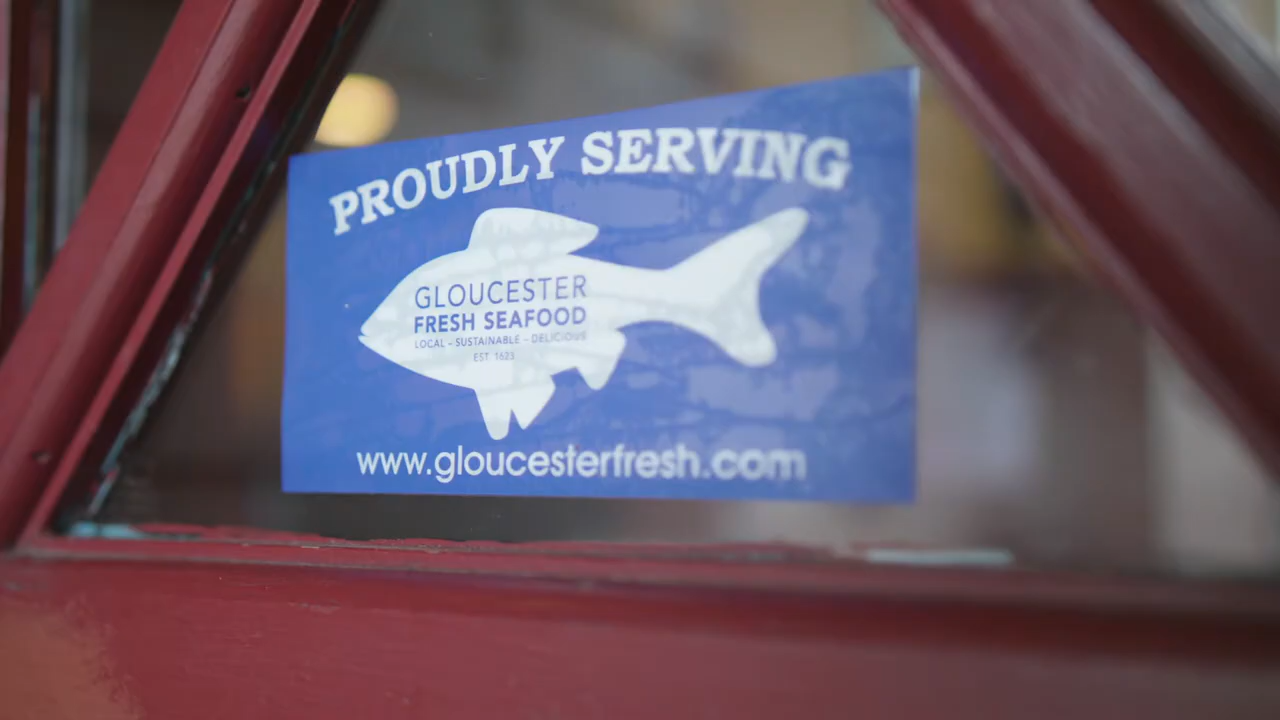 PROUDLY SERVING
GLOUCESTER
FRESH SEAFOOD
LOCAL – SUSTAINABLE – DELICIOUS
EST. 1623
www.gloucesterfresh.com